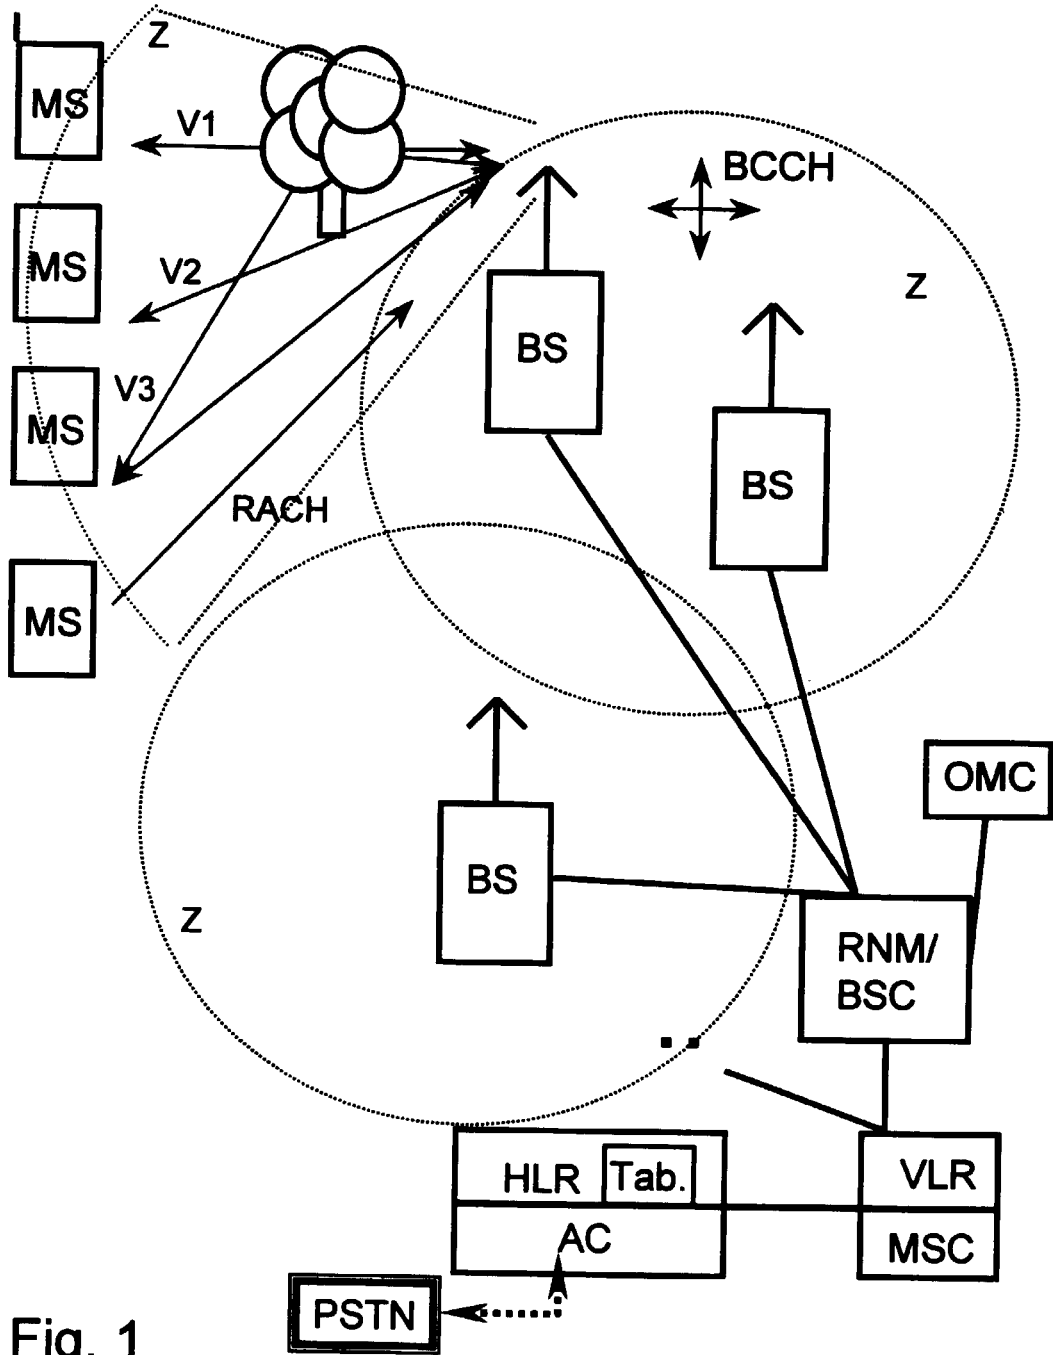 Z
MS
V1
BCCH
MS
V2
Z
BS
V3
MS
BS
RACH
MS
OMC
BS
Z
RNM/
BSC
HLR
Tab.
VLR
AC
MSC
PSTN
Fig. 1